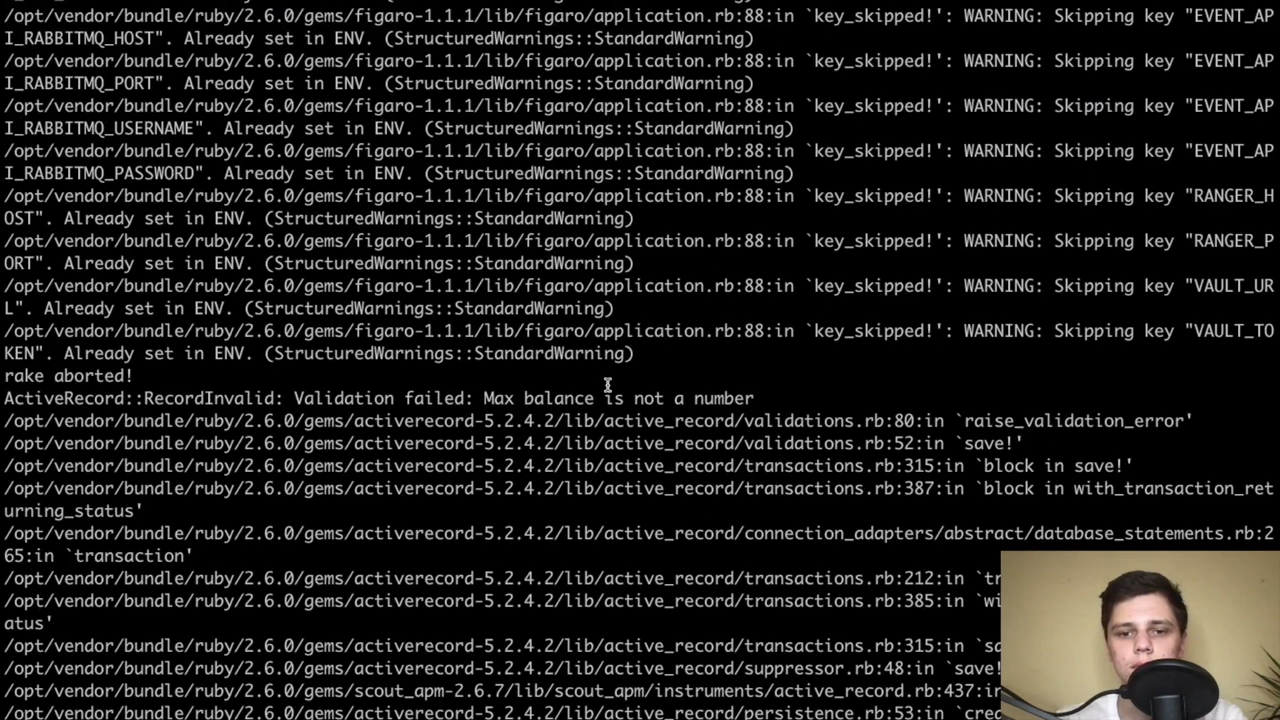 /opt/vendor/bundle/ruby/2.6.0/gems/figaro-1.1.1/lib/figaro/application.rb:88:in `key_skipped!': WARNING: Skipping key "EVENT_AP
I_RABBITMQ_HOST". Already set in ENV. (StructuredWarnings::StandardWarning)
/opt/vendor/bundle/ruby/2.6.0/gems/figaro-1.1.1/lib/figaro/application.rb:88:in `key_skipped!': WARNING: Skipping key "EVENT_AP
I_RABBITMQ_PORT". Already set in ENV. (StructuredWarnings::StandardWarning)
/opt/vendor/bundle/ruby/2.6.0/gems/figaro-1.1.1/lib/figaro/application.rb:88:in `key_skipped!': WARNING: Skipping key "EVENT_AP
I_RABBITMQ_USERNAME". Already set in ENV. (StructuredWarnings::StandardWarning)
/opt/vendor/bundle/ruby/2.6.0/gems/figaro-1.1.1/lib/figaro/application.rb:88:in `key_skipped!': WARNING: Skipping key "EVENT_AP
I_RABBITMQ_PASSWORD". Already set in ENV. (StructuredWarnings::StandardWarning)
/opt/vendor/bundle/ruby/2.6.0/gems/figaro-1.1.1/lib/figaro/application.rb:88:in `key_skipped!': WARNING: Skipping key "RANGER_H
OST". Already set in ENV. (StructuredWarnings::StandardWarning)
/opt/vendor/bundle/ruby/2.6.0/gems/figaro-1.1.1/lib/figaro/application.rb:88:in `key_skipped!': WARNING: Skipping key "RANGER_P
ORT". Already set in ENV. (StructuredWarnings::StandardWarning)
/opt/vendor/bundle/ruby/2.6.0/gems/figaro-1.1.1/lib/figaro/application.rb:88:in `key_skipped!': WARNING: Skipping key "VAULT_UR
L". Already set in ENV. (StructuredWarnings::StandardWarning)
/opt/vendor/bundle/ruby/2.6.0/gems/figaro-1.1.1/lib/figaro/application.rb:88:in `key_skipped!': WARNING: Skipping key "VAULT_TO
KEN". Already set in ENV. (StructuredWarnings::StandardWarning)
rake aborted!
ActiveRecord::RecordInvalid: Validation failed: Max balance is not a number
/opt/vendor/bundle/ruby/2.6.0/gems/activerecord-5.2.4.2/lib/active_record/validations.rb:80:in `raise_validation_error'
/opt/vendor/bundle/ruby/2.6.0/gems/activerecord-5.2.4.2/lib/active_record/validations.rb:52:in `save!'
/opt/vendor/bundle/ruby/2.6.0/gems/activerecord-5.2.4.2/lib/active_record/transactions.rb:315:in `block in save!'
/opt/vendor/bundle/ruby/2.6.0/gems/activerecord-5.2.4.2/lib/active_record/transactions.rb:387:in `block in with_transaction_ret
urning_status'
/opt/vendor/bundle/ruby/2.6.0/gems/activerecord-5.2.4.2/lib/active_record/connection_adapters/abstract/database_statements.rb:2
65:in `transaction'
/opt/vendor/bundle/ruby/2.6.0/gems/activerecord-5.2.4.2/lib/active_record/transactions.rb:212:in `tr
/opt/vendor/bundle/ruby/2.6.0/gems/activerecord-5.2.4.2/lib/active_record/transactions.rb:385:in `wi
atus'
/opt/vendor/bundle/ruby/2.6.0/gems/activerecord-5.2.4.2/lib/active_record/transactions.rb:315:in `sa
/opt/vendor/bundle/ruby/2.6.0/gems/activerecord-5.2.4.2/lib/active_record/suppressor.rb:48:in `save!
/opt/vendor/bundle/ruby/2.6.0/gems/scout_apm-2.6.7/lib/scout_apm/instruments/active_record.rb:437:in
/opt/vendor/bundle/ruby/2.6.0/gems/activerecord-5.2.4.2/lib/active_record/persistence.rb:53:in `crea